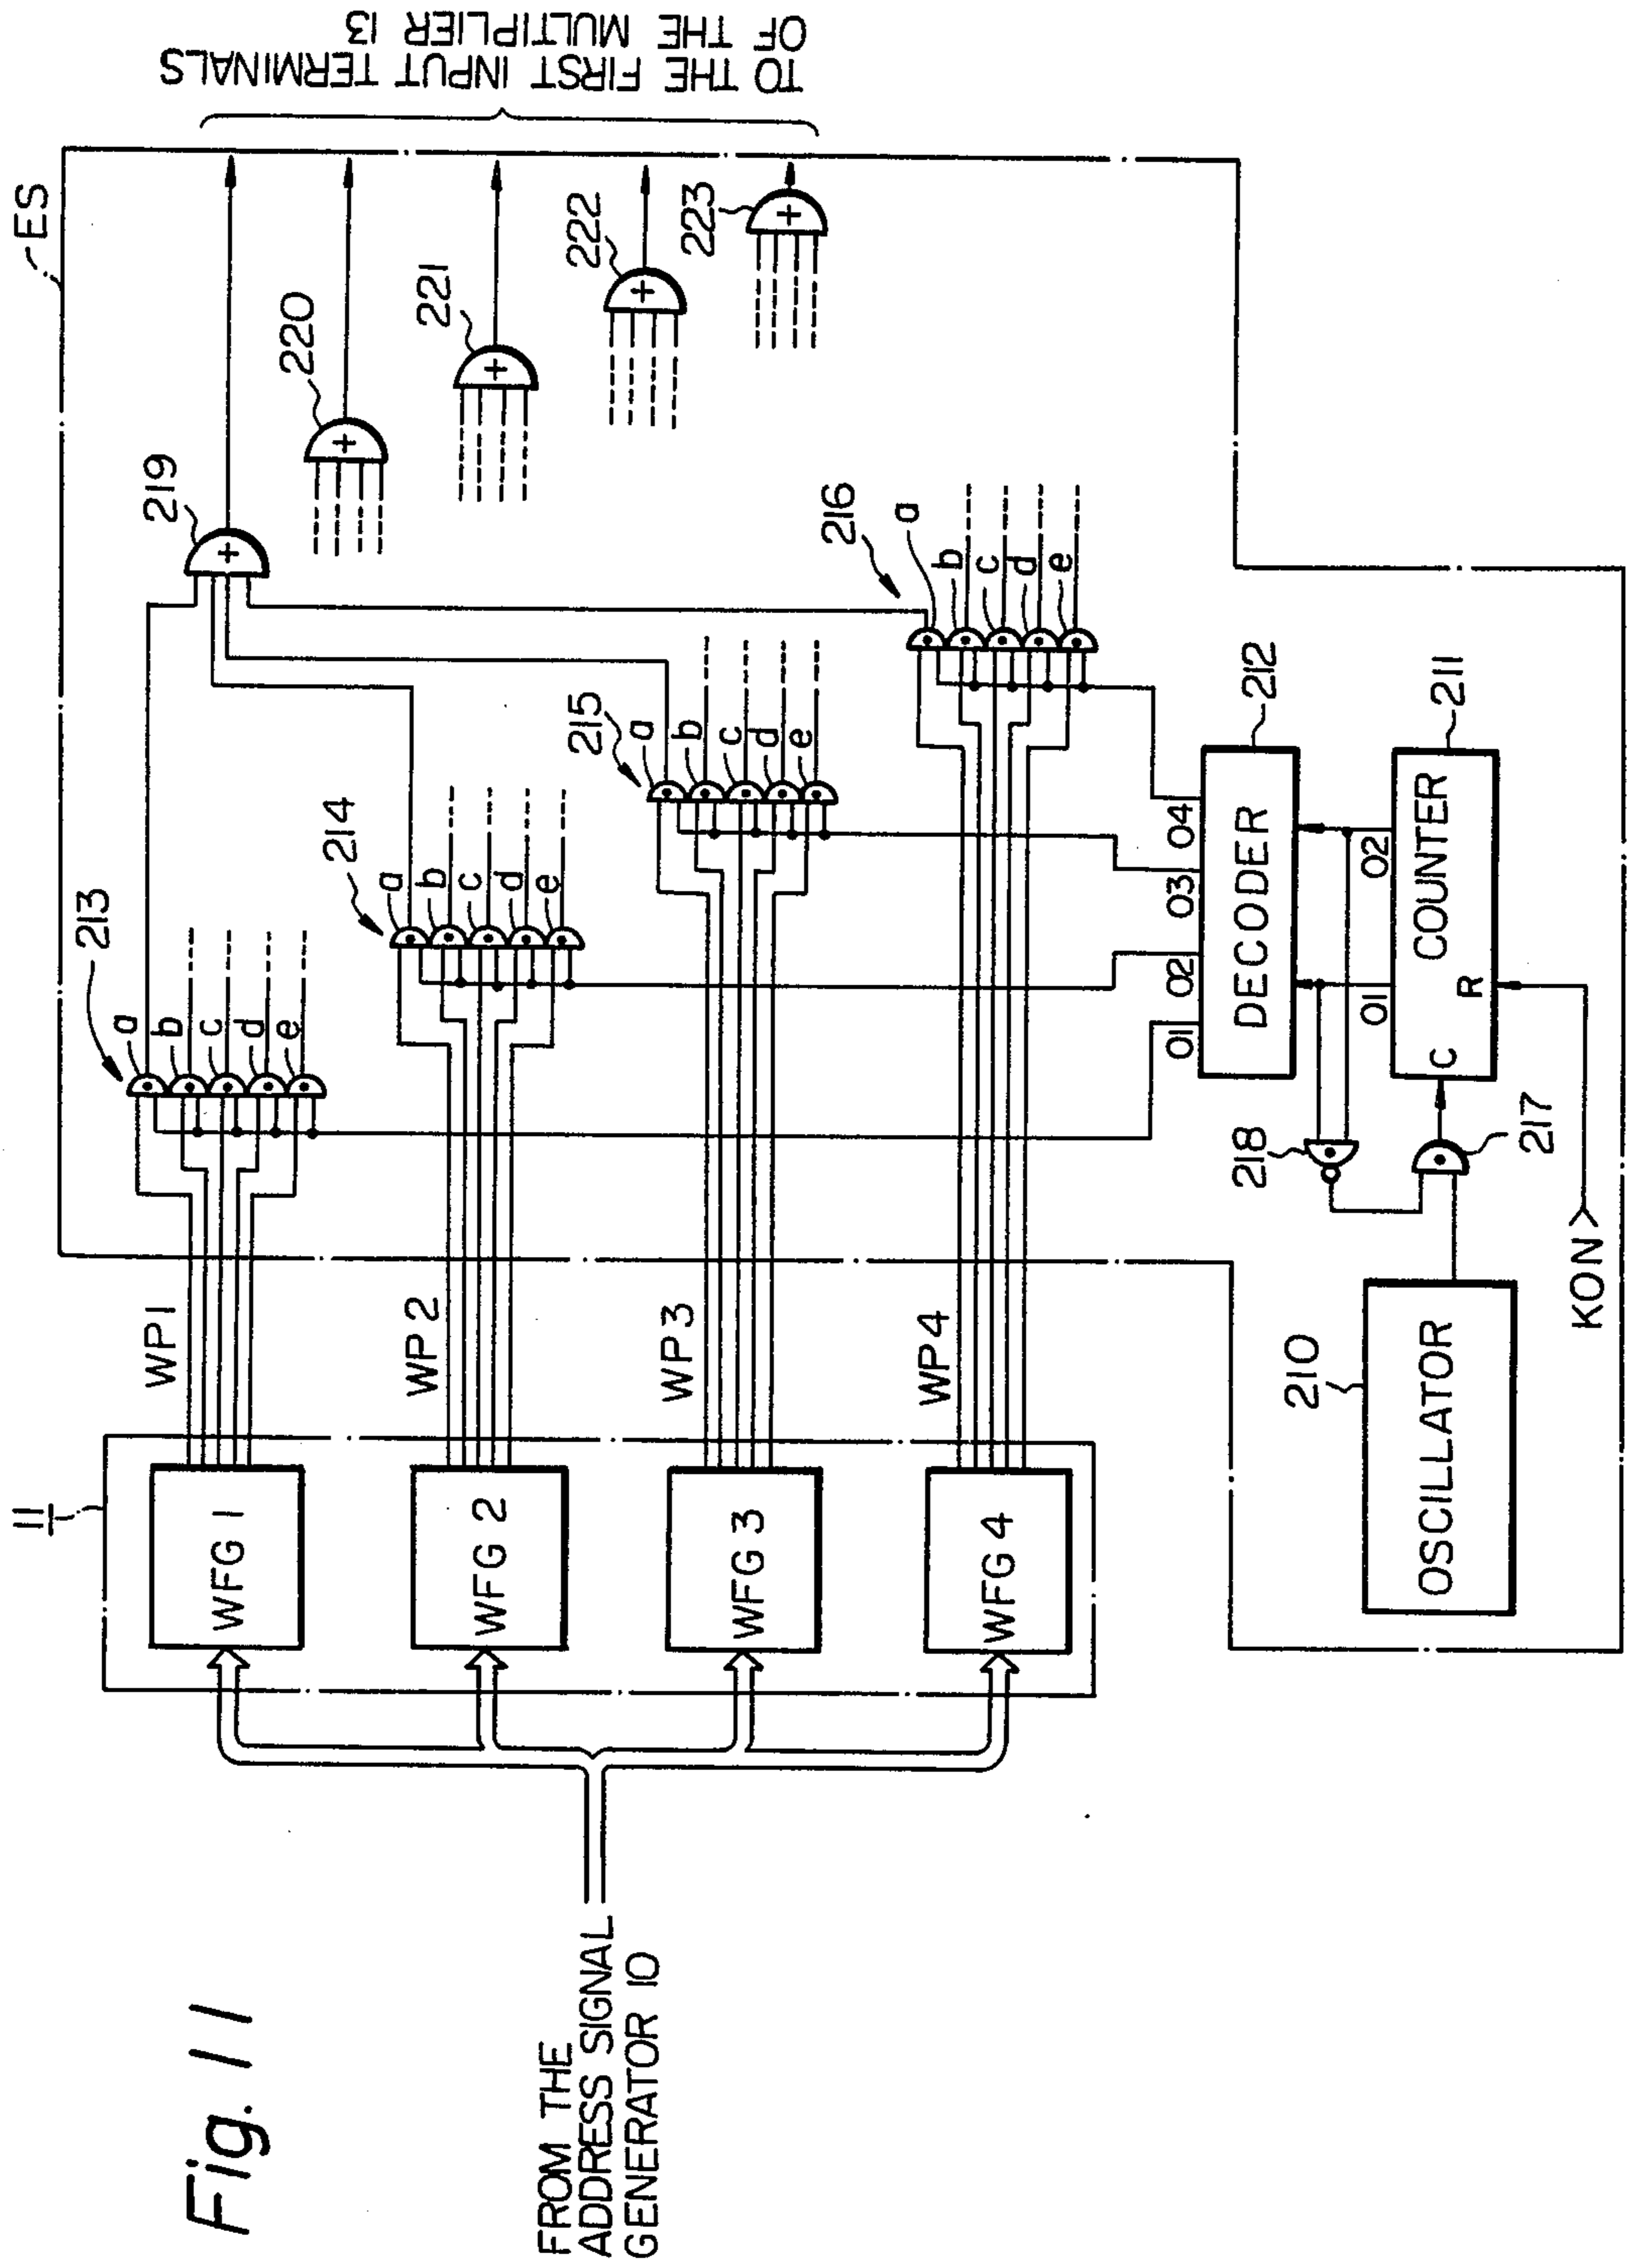 Fig. 11
FROM THE
ADDRESS SIGNAL
GENERATOR 10
11
WFG 1
WFG 2
WFG 3
WFG 4
WP1
WP2
WP3
WP4
ES
213
a
b
c
d
e
214
a
b
c
d
e
215
a
b
c
d
e
216
a
b
c
d
e
219
+
220
+
221
+
222
+
223
+
TO THE FIRST INPUT TERMINALS
OF THE MULTIPLIER 13
210
OSCILLATOR
KON
217
218
C
R
COUNTER
211
O1
O2
DECODER
212
O1
O2
O3
O4